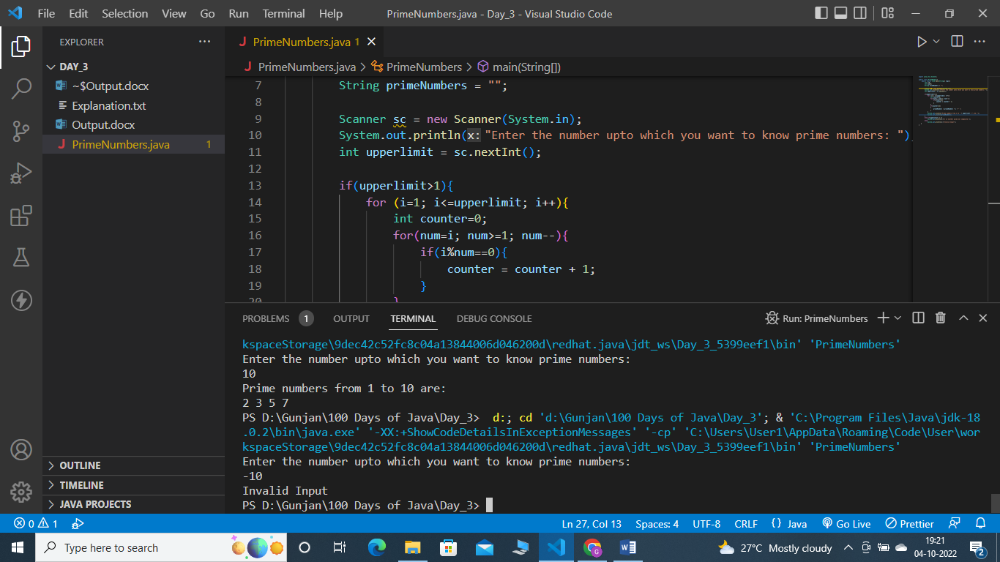 File Edit Selection View Go Run Terminal Help PrimeNumbers.java - Day_3 - Visual Studio Code
EXPLORER
DAY_3
~$Output.docx
Explanation.txt
Output.docx
PrimeNumbers.java 1
OUTLINE
TIMELINE
JAVA PROJECTS
J PrimeNumbers.java 1
J PrimeNumbers.java > PrimeNumbers > main(String[])
7 String primeNumbers = "";
8
9 Scanner sc = new Scanner(System.in);
10 System.out.println(x: "Enter the number upto which you want to know prime numbers: ")
11 int upperlimit = sc.nextInt();
12
13 if(upperlimit>1){
14 for (i=1; i<=upperlimit; i++){
15 int counter=0;
16 for(num=i; num>=1; num--){
17 if(i%num==0){
18 counter = counter + 1;
19 }
20 }
PROBLEMS 1 OUTPUT TERMINAL DEBUG CONSOLE Run: PrimeNumbers
kspaceStorage\9dec42c52fc8c04a13844006d046200d\redhat.java\jdt_ws\Day_3_5399eef1\bin' 'PrimeNumbers'
Enter the number upto which you want to know prime numbers:
10
Prime numbers from 1 to 10 are:
2 3 5 7
PS D:\Gunjan\100 Days of Java\Day_3>  d:; cd 'd:\Gunjan\100 Days of Java\Day_3'; & 'C:\Program Files\Java\jdk-18
.0.2\bin\java.exe' '-XX:+ShowCodeDetailsInExceptionMessages' '-cp' 'C:\Users\User1\AppData\Roaming\Code\User\wor
kspaceStorage\9dec42c52fc8c04a13844006d046200d\redhat.java\jdt_ws\Day_3_5399eef1\bin' 'PrimeNumbers'
Enter the number upto which you want to know prime numbers:
-10
Invalid Input
PS D:\Gunjan\100 Days of Java\Day_3>
0 1 Ln 27, Col 13 Spaces: 4 UTF-8 CRLF {} Java Go Live Prettier
Type here to search 27°C Mostly cloudy 19:21
04-10-2022 2